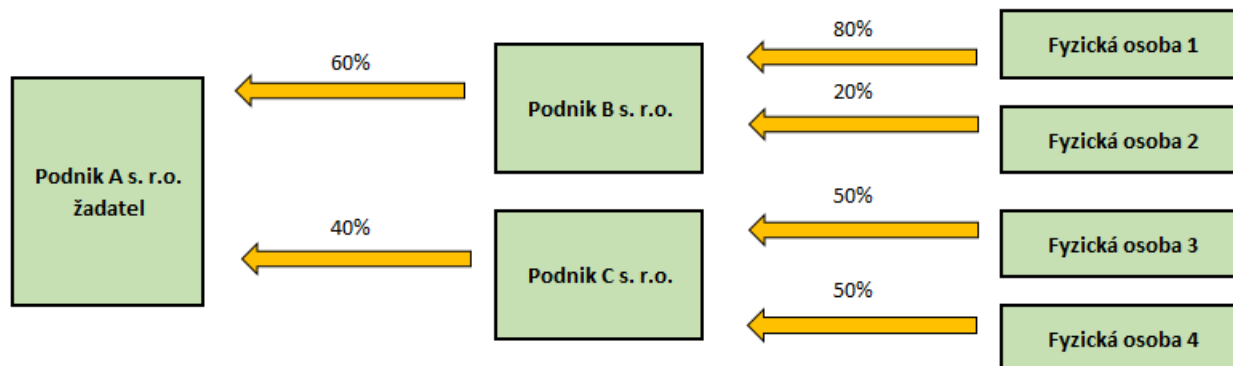 80%
Fyzická osoba 1
60%
20%
Podnik B s. r.o.
Fyzická osoba 2
Podnik A s. r.o.
žadatel
50%
40%
Fyzická osoba 3
Podnik C s. r.o.
50%
Fyzická osoba 4